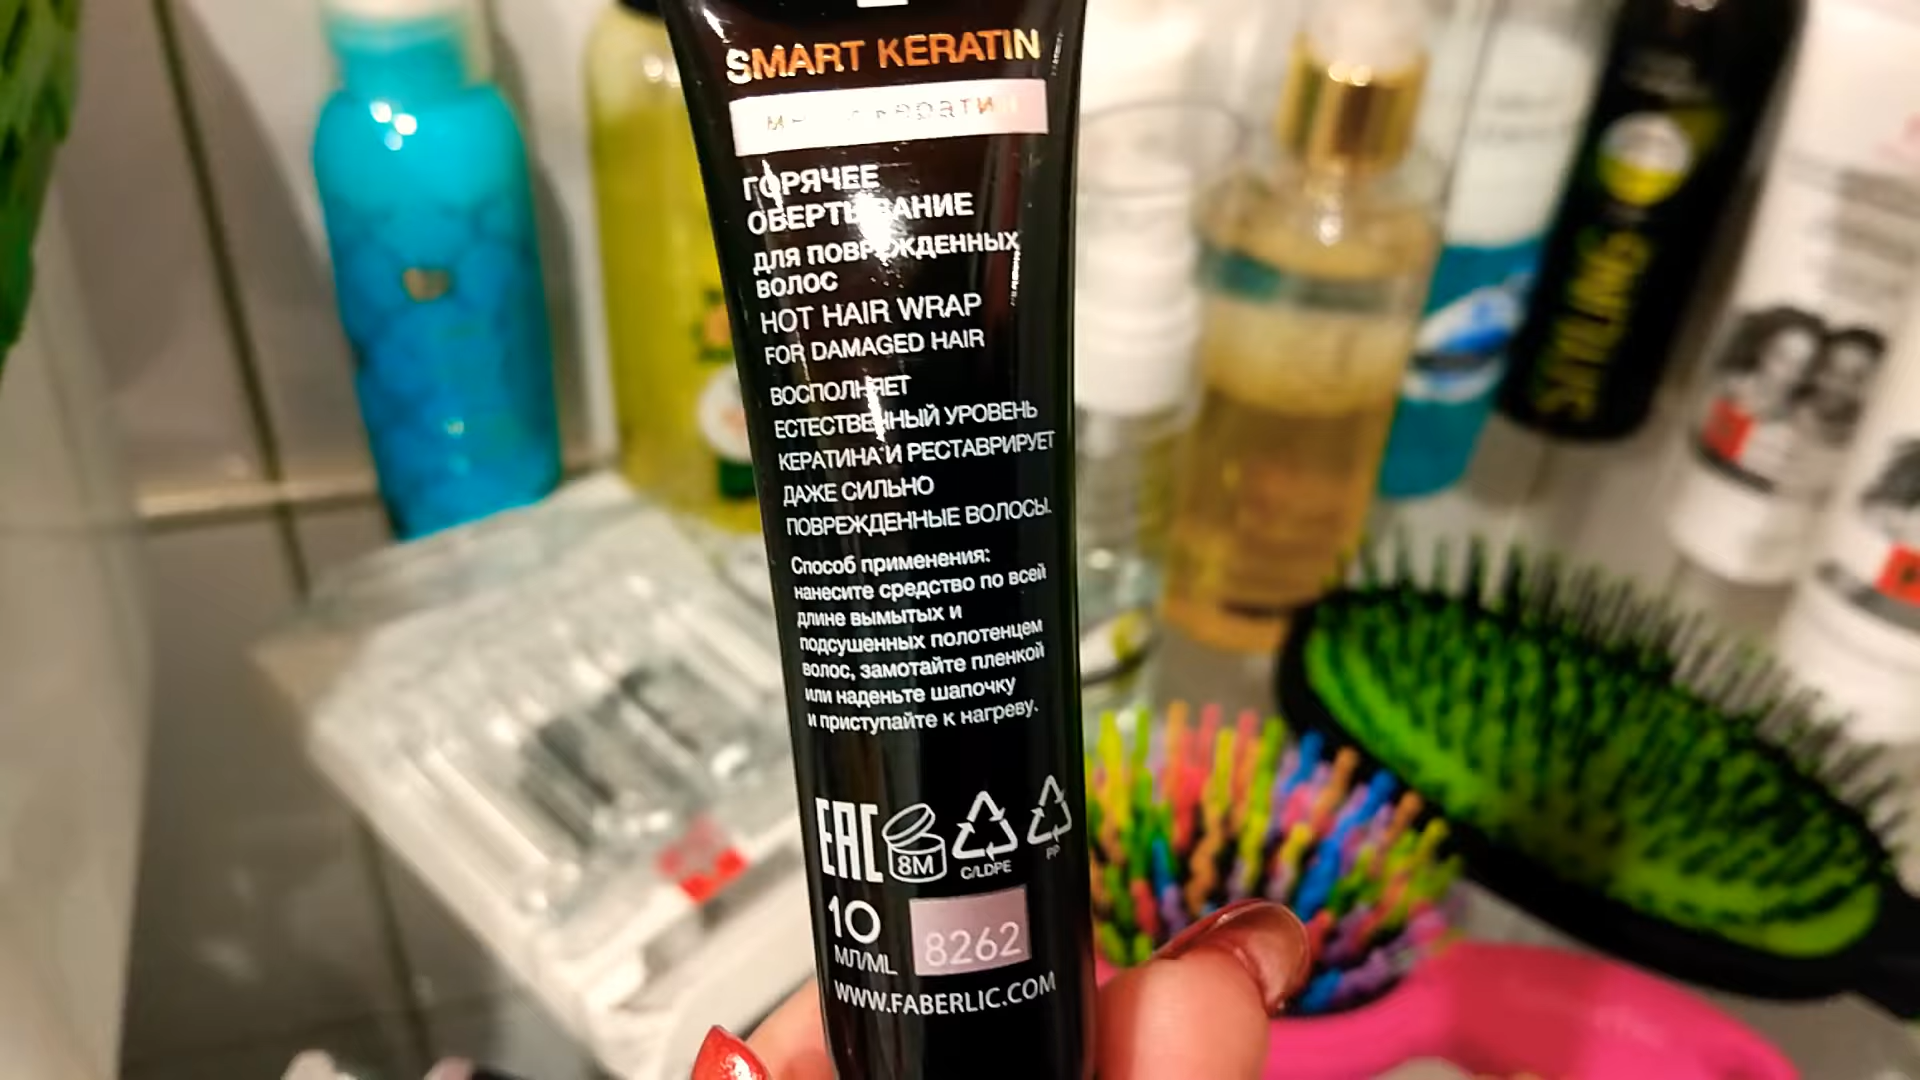 SMART KERATIN
ГОРЯЧЕЕ
ОБЕРТЫВАНИЕ
ДЛЯ ПОВРЕЖДЕННЫХ
ВОЛОС
HOT HAIR WRAP
FOR DAMAGED HAIR
ВОСПОЛНЯЕТ
ЕСТЕСТВЕННЫЙ УРОВЕНЬ
КЕРАТИНА И РЕСТАВРИРУЕТ
ДАЖЕ СИЛЬНО
ПОВРЕЖДЕННЫЕ ВОЛОСЫ.
Способ применения:
нанесите средство по всей
длине вымытых и
подсушенных полотенцем
волос, замотайте пленкой
или наденьте шапочку
и приступайте к нагреву.
EAC
8M
C/LDPE
PP
10
МЛ/ML
8262
WWW.FABERLIC.COM
STYLING